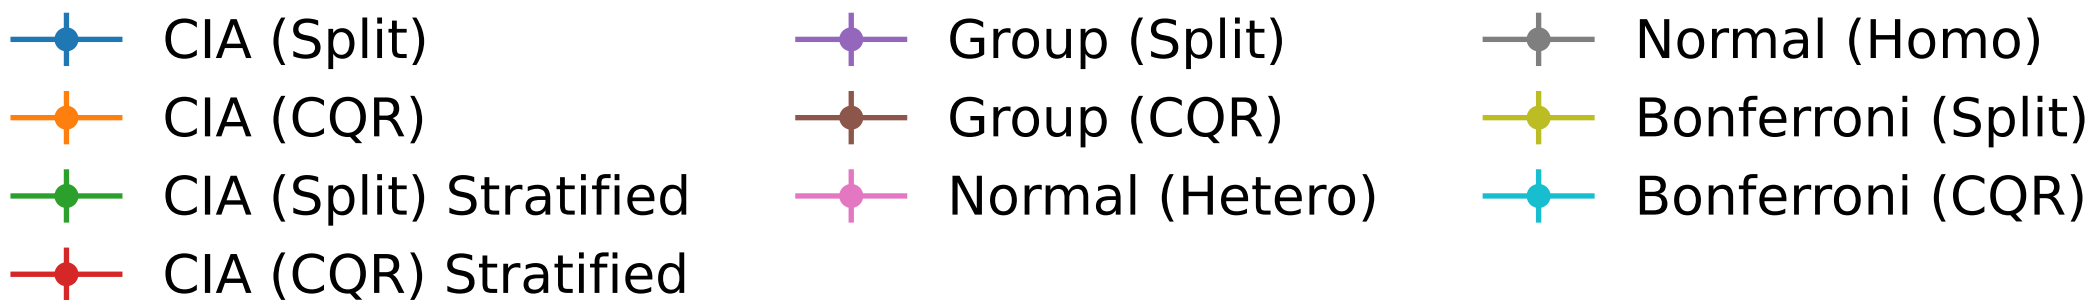 CIA (Split)
CIA (CQR)
CIA (Split) Stratified
CIA (CQR) Stratified
Group (Split)
Group (CQR)
Normal (Hetero)
Normal (Homo)
Bonferroni (Split)
Bonferroni (CQR)